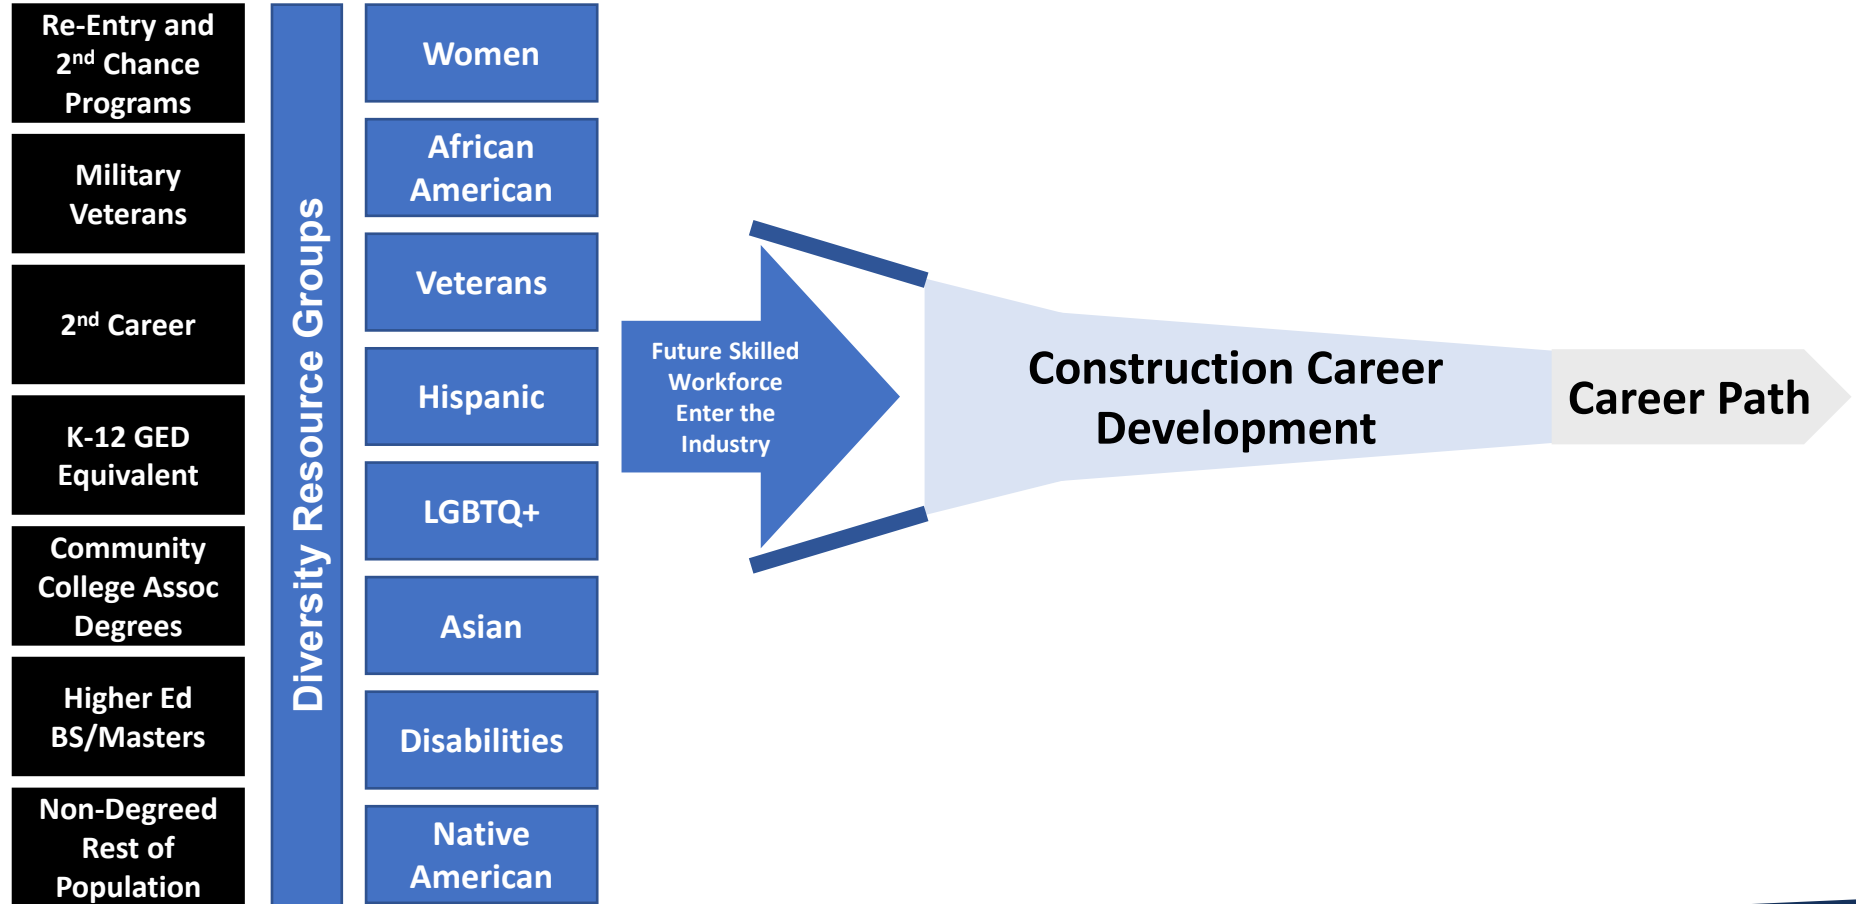 Re-Entry and
2nd Chance
Programs
Military
Veterans
2nd Career
K-12 GED
Equivalent
Community
College Assoc
Degrees
Higher Ed
BS/Masters
Non-Degreed
Rest of
Population
Diversity Resource Groups
Women
African
American
Veterans
Hispanic
LGBTQ+
Asian
Disabilities
Native
American
Future Skilled
Workforce
Enter the
Industry
Construction Career
Development
Career Path